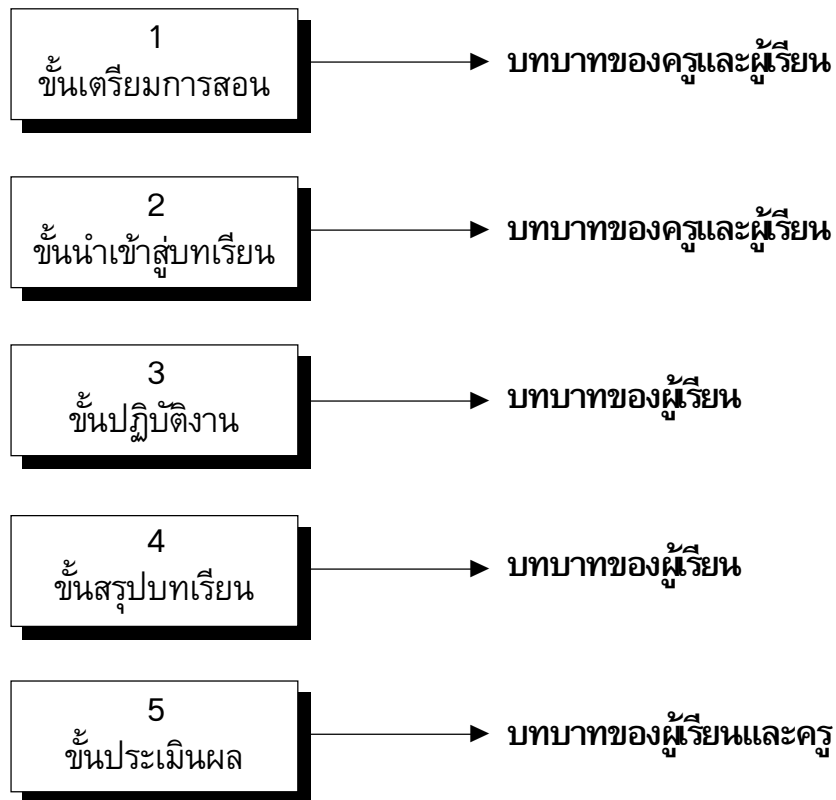 1
ขั้นเตรียมการสอน
บทบาทของครูและผู้เรียน
2
ขั้นนำเข้าสู่บทเรียน
บทบาทของครูและผู้เรียน
3
ขั้นปฏิบัติงาน
บทบาทของผู้เรียน
4
ขั้นสรุปบทเรียน
บทบาทของผู้เรียน
5
ขั้นประเมินผล
บทบาทของผู้เรียนและครู